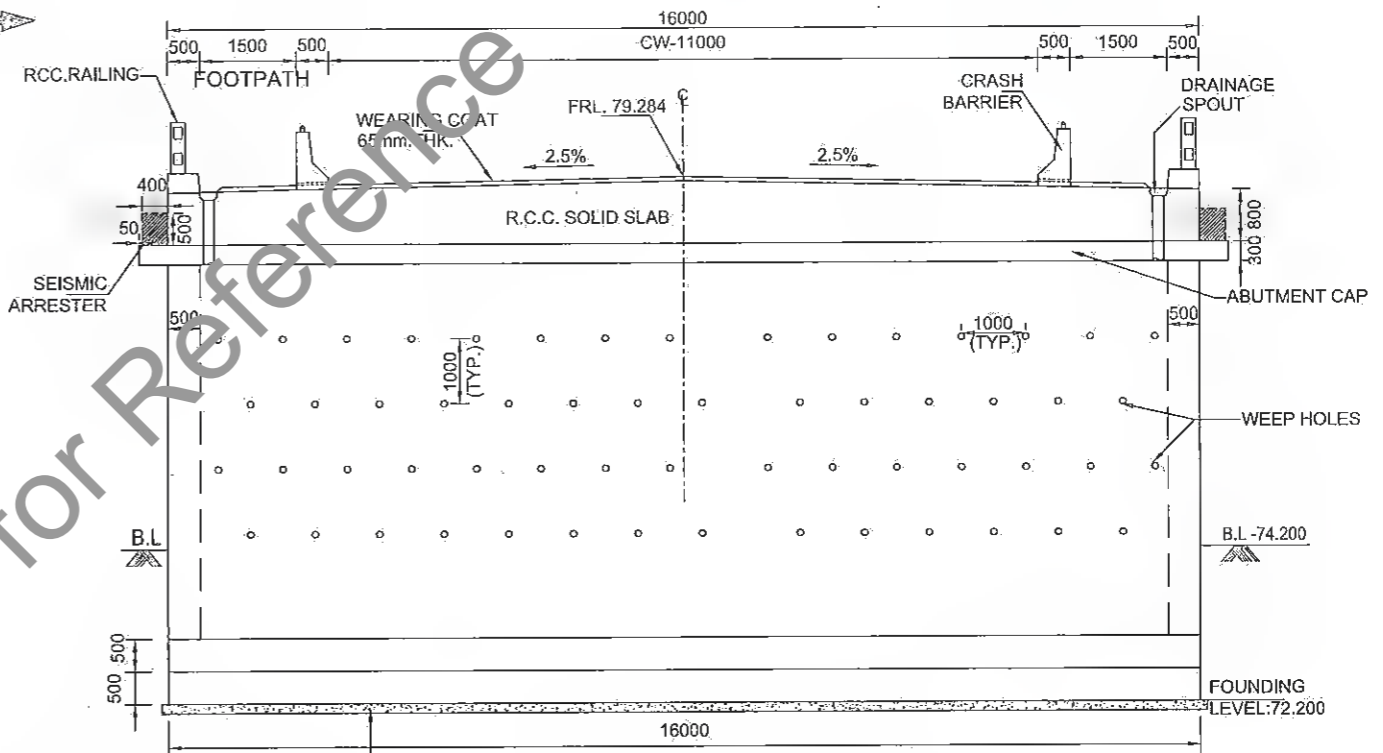 16000
500 1500 500 CW-11000 500 1500 500
RCC.RAILING
FOOTPATH
CRASH
BARRIER
DRAINAGE
SPOUT
WEARING COAT
65mm.THK.
FRL. 79.284
℄
2.5% 2.5%
400
50
500
R.C.C. SOLID SLAB
800
300
SEISMIC
ARRESTER
ABUTMENT CAP
500
500
1000
(TYP.)
1000
(TYP.)
WEEP HOLES
B.L
B.L -74.200
500
500
FOUNDING
LEVEL:72.200
16000
for Reference